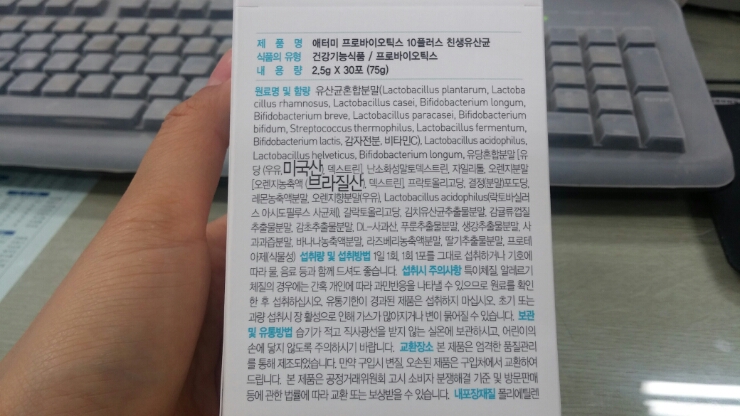 제 품 명 애터미 프로바이오틱스 10플러스 친생유산균
식품의 유형 건강기능식품 / 프로바이오틱스
내 용 량 2.5g X 30포 (75g)
원료명 및 함량 유산균혼합분말(Lactobacillus plantarum, Lactoba
cillus rhamnosus, Lactobacillus casei, Bifidobacterium longum,
Bifidobacterium breve, Lactobacillus paracasei, Bifidobacterium
bifidum, Streptococcus thermophilus, Lactobacillus fermentum,
Bifidobacterium lactis, 감자전분, 비타민C), Lactobacillus acidophilus,
Lactobacillus helveticus, Bifidobacterium longum, 유당혼합분말 [유
당 (우유, 미국산), 덱스트린], 난소화성말토덱스트린, 자일리톨, 오렌지분말
[오렌지농축액 (브라질산), 덱스트린], 프락토올리고당, 결정(분말)포도당,
레몬농축액분말, 오렌지향분말(우유), Lactobacillus acidophilus(락토바실러
스 아시도필루스 사균체), 갈락토올리고당, 김치유산균추출물분말, 감귤류껍질
추출물분말, 감초추출물분말, DL-사과산, 푸룬추출물분말, 생강추출물분말, 사
과과즙분말, 바나나농축액분말, 라즈베리농축액분말, 딸기추출물분말, 프로테
아제(식물성) 섭취량 및 섭취방법 1일 1회, 1회 1포를 그대로 섭취하거나 기호에
따라 물, 음료 등과 함께 드셔도 좋습니다. 섭취시 주의사항 특이체질, 알레르기
체질의 경우에는 간혹 개인에 따라 과민반응을 나타낼 수 있으므로 원료를 확인
한 후 섭취하십시오. 유통기한이 경과된 제품은 섭취하지 마십시오. 초기 또는
과량 섭취시 장 활성으로 인해 가스가 많아지거나 변이 묽어질 수 있습니다. 보관
및 유통방법 습기가 적고 직사광선을 받지 않는 실온에 보관하시고, 어린이의
손에 닿지 않도록 주의하시기 바랍니다. 교환장소 본 제품은 엄격한 품질관리
를 통해 제조되었습니다. 만약 구입시 변질, 오손된 제품은 구입처에서 교환하여
드립니다. 본 제품은 공정거래위원회 고시 소비자 분쟁해결 기준 및 방문판매
등에 관한 법률에 따라 교환 또는 보상받을 수 있습니다. 내포장재질 폴리에틸렌